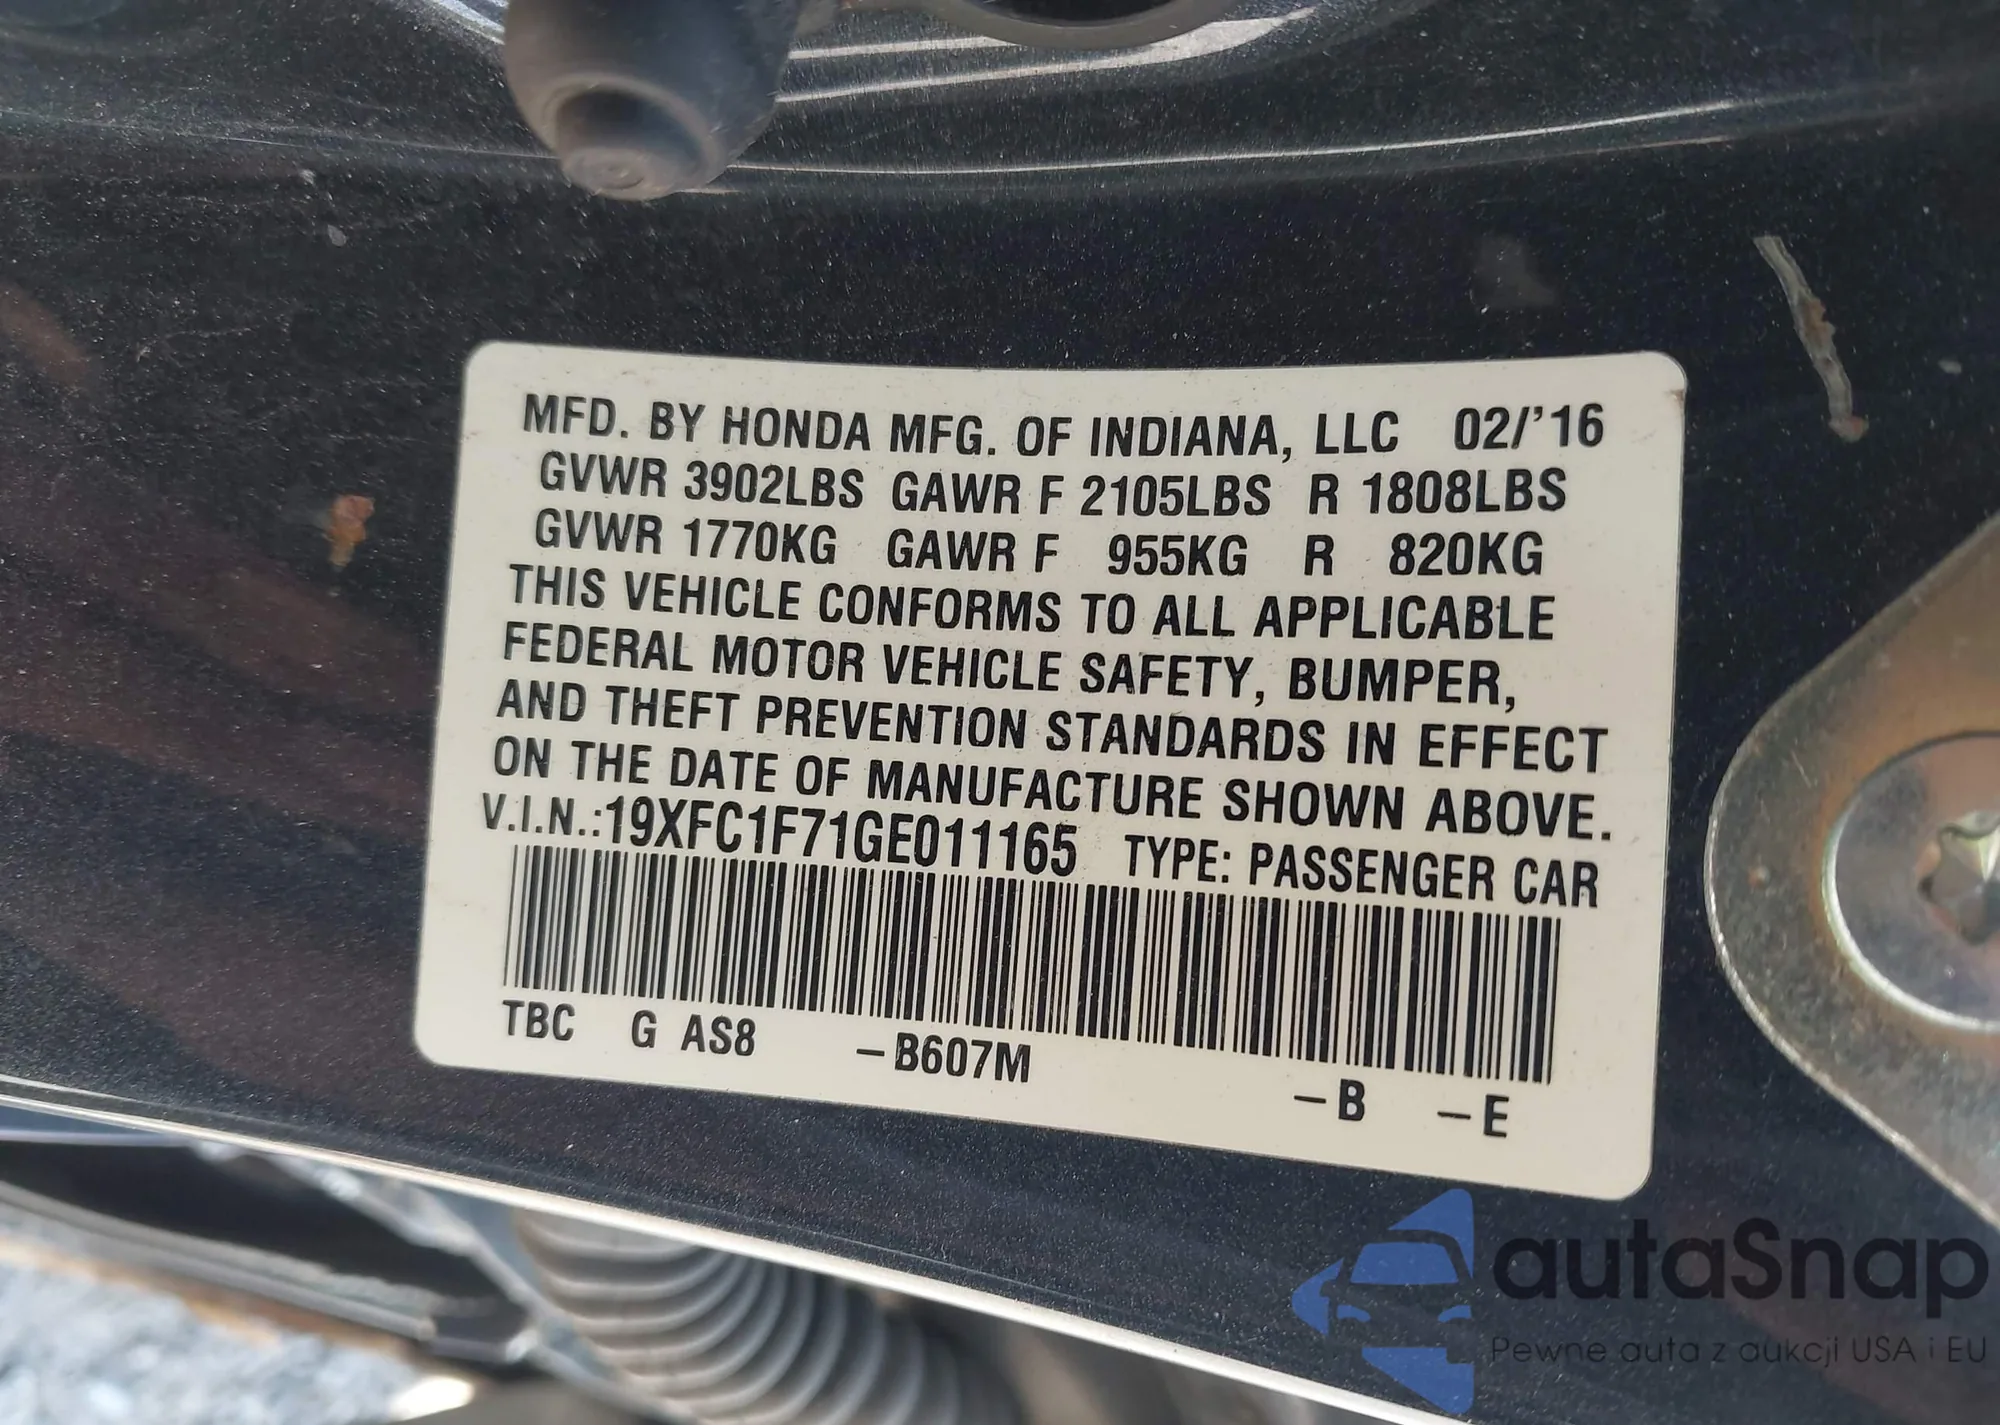 MFD. BY HONDA MFG. OF INDIANA, LLC 02/'16
GVWR 3902LBS GAWR F 2105LBS R 1808LBS
GVWR 1770KG GAWR F 955KG R 820KG
THIS VEHICLE CONFORMS TO ALL APPLICABLE
FEDERAL MOTOR VEHICLE SAFETY, BUMPER,
AND THEFT PREVENTION STANDARDS IN EFFECT
ON THE DATE OF MANUFACTURE SHOWN ABOVE.
V.I.N.:19XFC1F71GE011165 TYPE: PASSENGER CAR
TBC G AS8 –B607M –B –E
autaSnap
Pewne auta z aukcji USA i EU